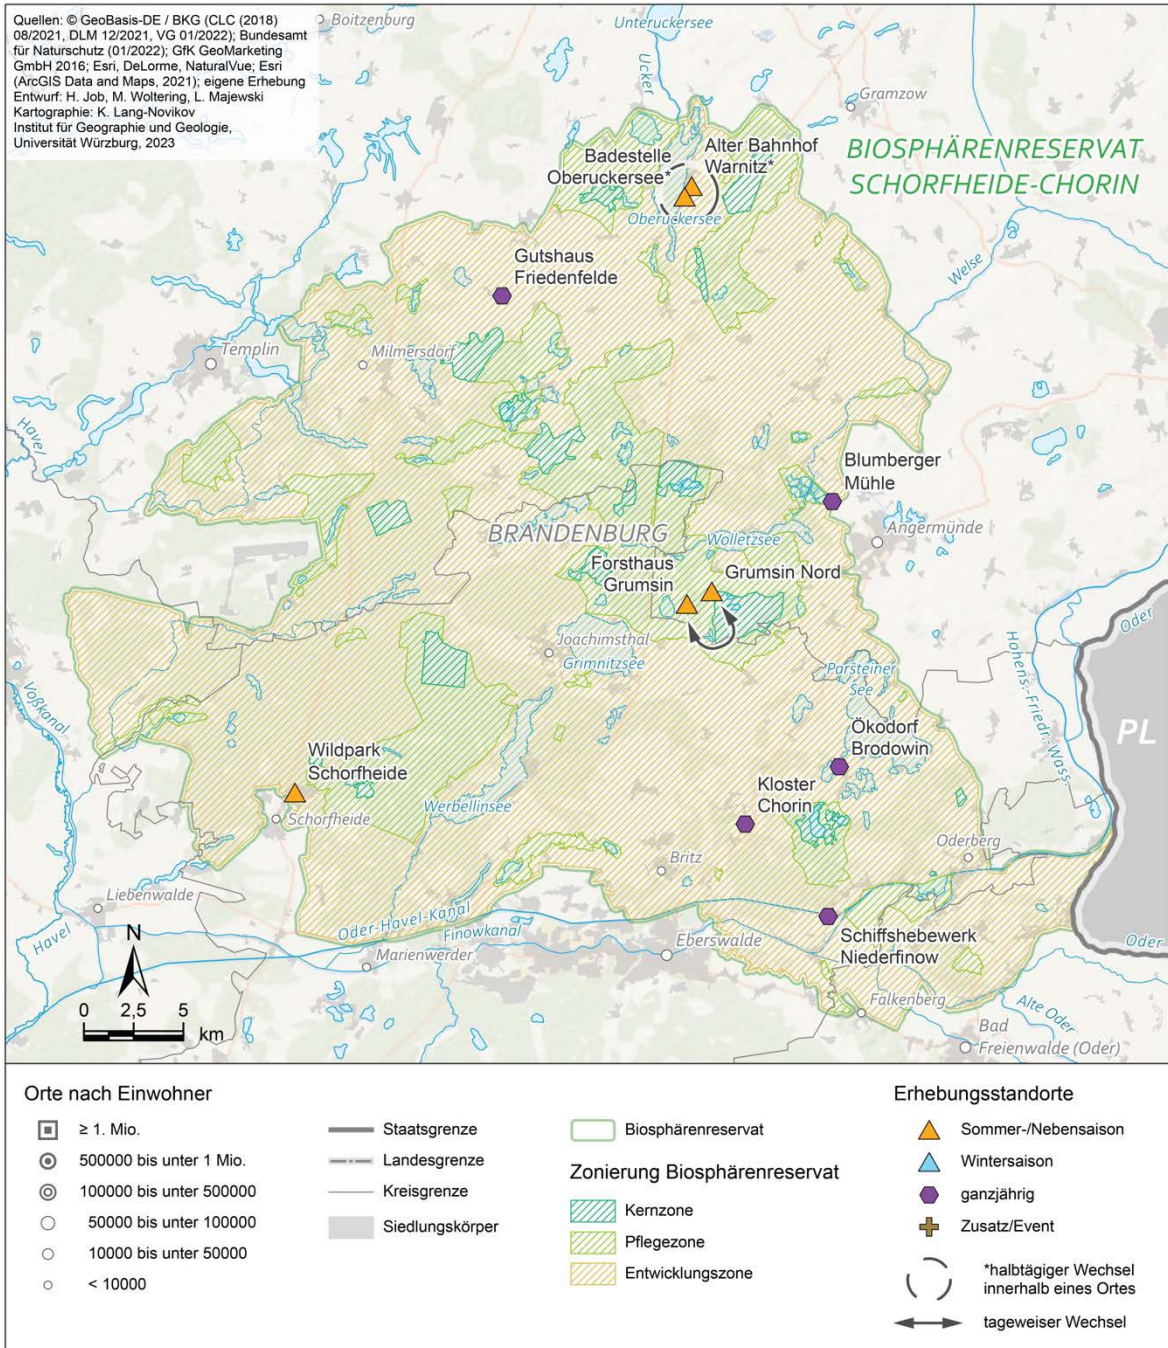 Quellen: © GeoBasis-DE / BKG (CLC (2018)
08/2021, DLM 12/2021, VG 01/2022); Bundesamt
für Naturschutz (01/2022); GfK GeoMarketing
GmbH 2016; Esri, DeLorme, NaturalVue; Esri
(ArcGIS Data and Maps, 2021); eigene Erhebung
Entwurf: H. Job, M. Woltering, L. Majewski
Kartographie: K. Lang-Novikov
Institut für Geographie und Geologie,
Universität Würzburg, 2023
Boitzenburg
Unteruckersee
Ucker
Gramzow
BIOSPHÄRENRESERVAT
SCHORFHEIDE-CHORIN
Badestelle
Oberuckersee*
Alter Bahnhof
Warnitz*
Oberuckersee
Gutshaus
Friedenfelde
Welse
Templin
Milmersdorf
Havel
Blumberger
Mühle
Angermünde
BRANDENBURG
Wolletzsee
Forsthaus
Grumsin
Grumsin Nord
Joachimsthal
Grimnitzsee
Parsteiner
See
Hohens.-Friedr.-Wass.
Oder
PL
Voßkanal
Wildpark
Schorfheide
Schorfheide
Werbellinsee
Ökodorf
Brodowin
Kloster
Chorin
Britz
Oderberg
Liebenwalde
Havel
Oder-Havel-Kanal
Finowkanal
Marienwerder
Eberswalde
Schiffshebewerk
Niederfinow
Oder
Falkenberg
Alte Oder
Bad
Freienwalde (Oder)
N
0 2,5 5
km
Orte nach Einwohner
≥ 1. Mio.
500000 bis unter 1 Mio.
100000 bis unter 500000
50000 bis unter 100000
10000 bis unter 50000
< 10000
Staatsgrenze
Landesgrenze
Kreisgrenze
Siedlungskörper
Biosphärenreservat
Zonierung Biosphärenreservat
Kernzone
Pflegezone
Entwicklungszone
Erhebungsstandorte
Sommer-/Nebensaison
Wintersaison
ganzjährig
Zusatz/Event
*halbtägiger Wechsel
innerhalb eines Ortes
tageweiser Wechsel